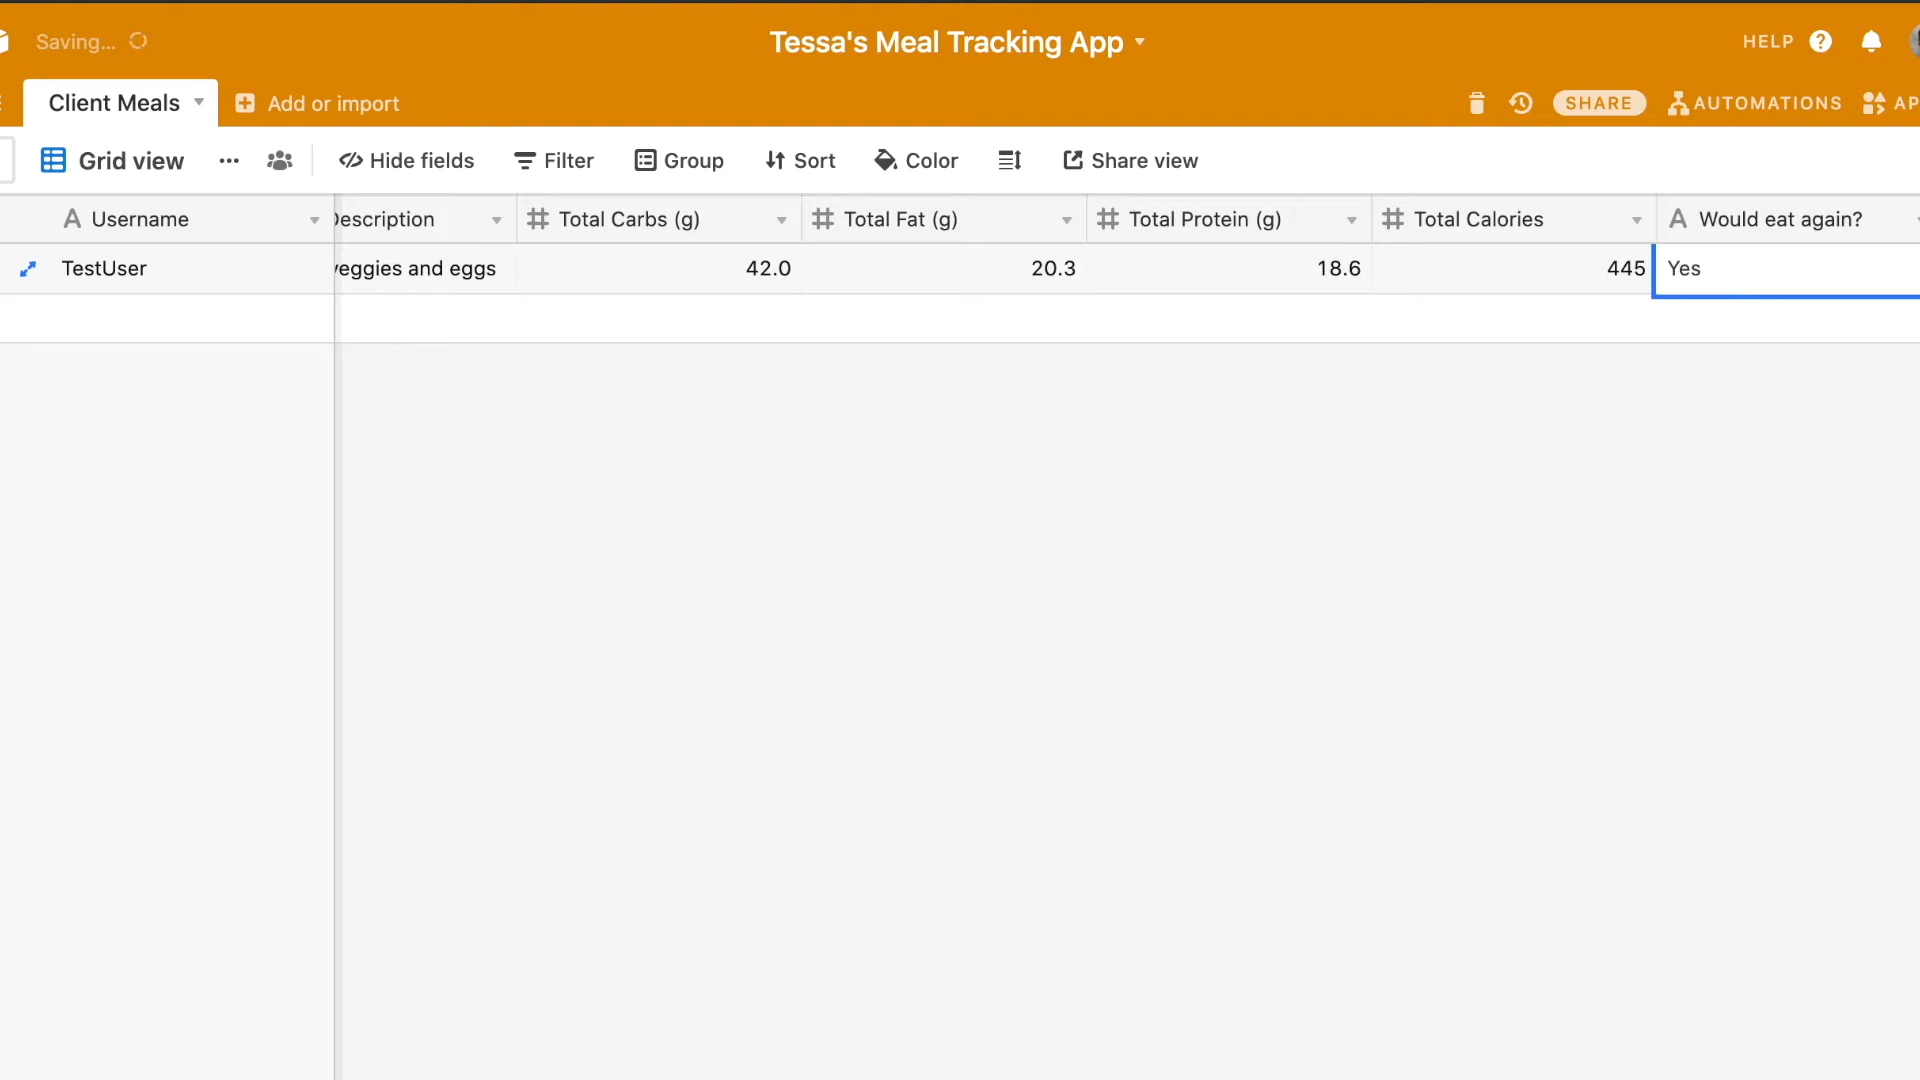 Saving...
Tessa's Meal Tracking App
HELP
Client Meals
Add or import
SHARE
AUTOMATIONS
AP
Grid view
Hide fields
Filter
Group
Sort
Color
Share view
Username
Description
Total Carbs (g)
Total Fat (g)
Total Protein (g)
Total Calories
Would eat again?
TestUser
veggies and eggs
42.0
20.3
18.6
445
Yes